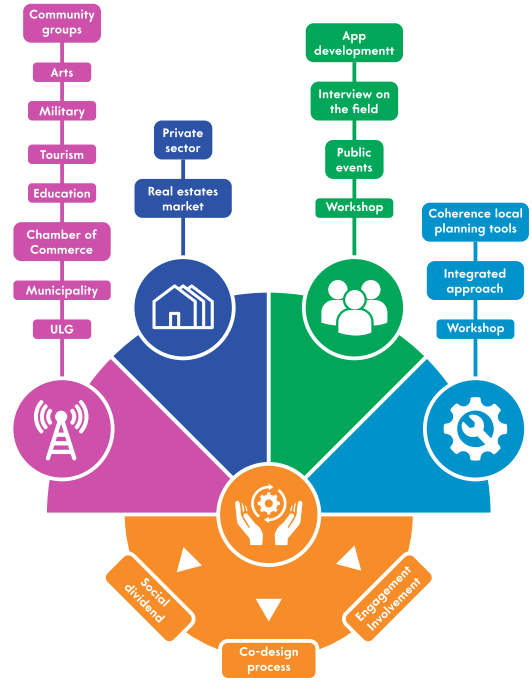 Community
groups
Arts
Military
Tourism
Education
Chamber of
Commerce
Municipality
ULG
Private
sector
Real estates
market
App
developmentt
Interview on
the field
Public
events
Workshop
Coherence local
planning tools
Integrated
approach
Workshop
Social
dividend
Co-design
process
Engagement
Involvement